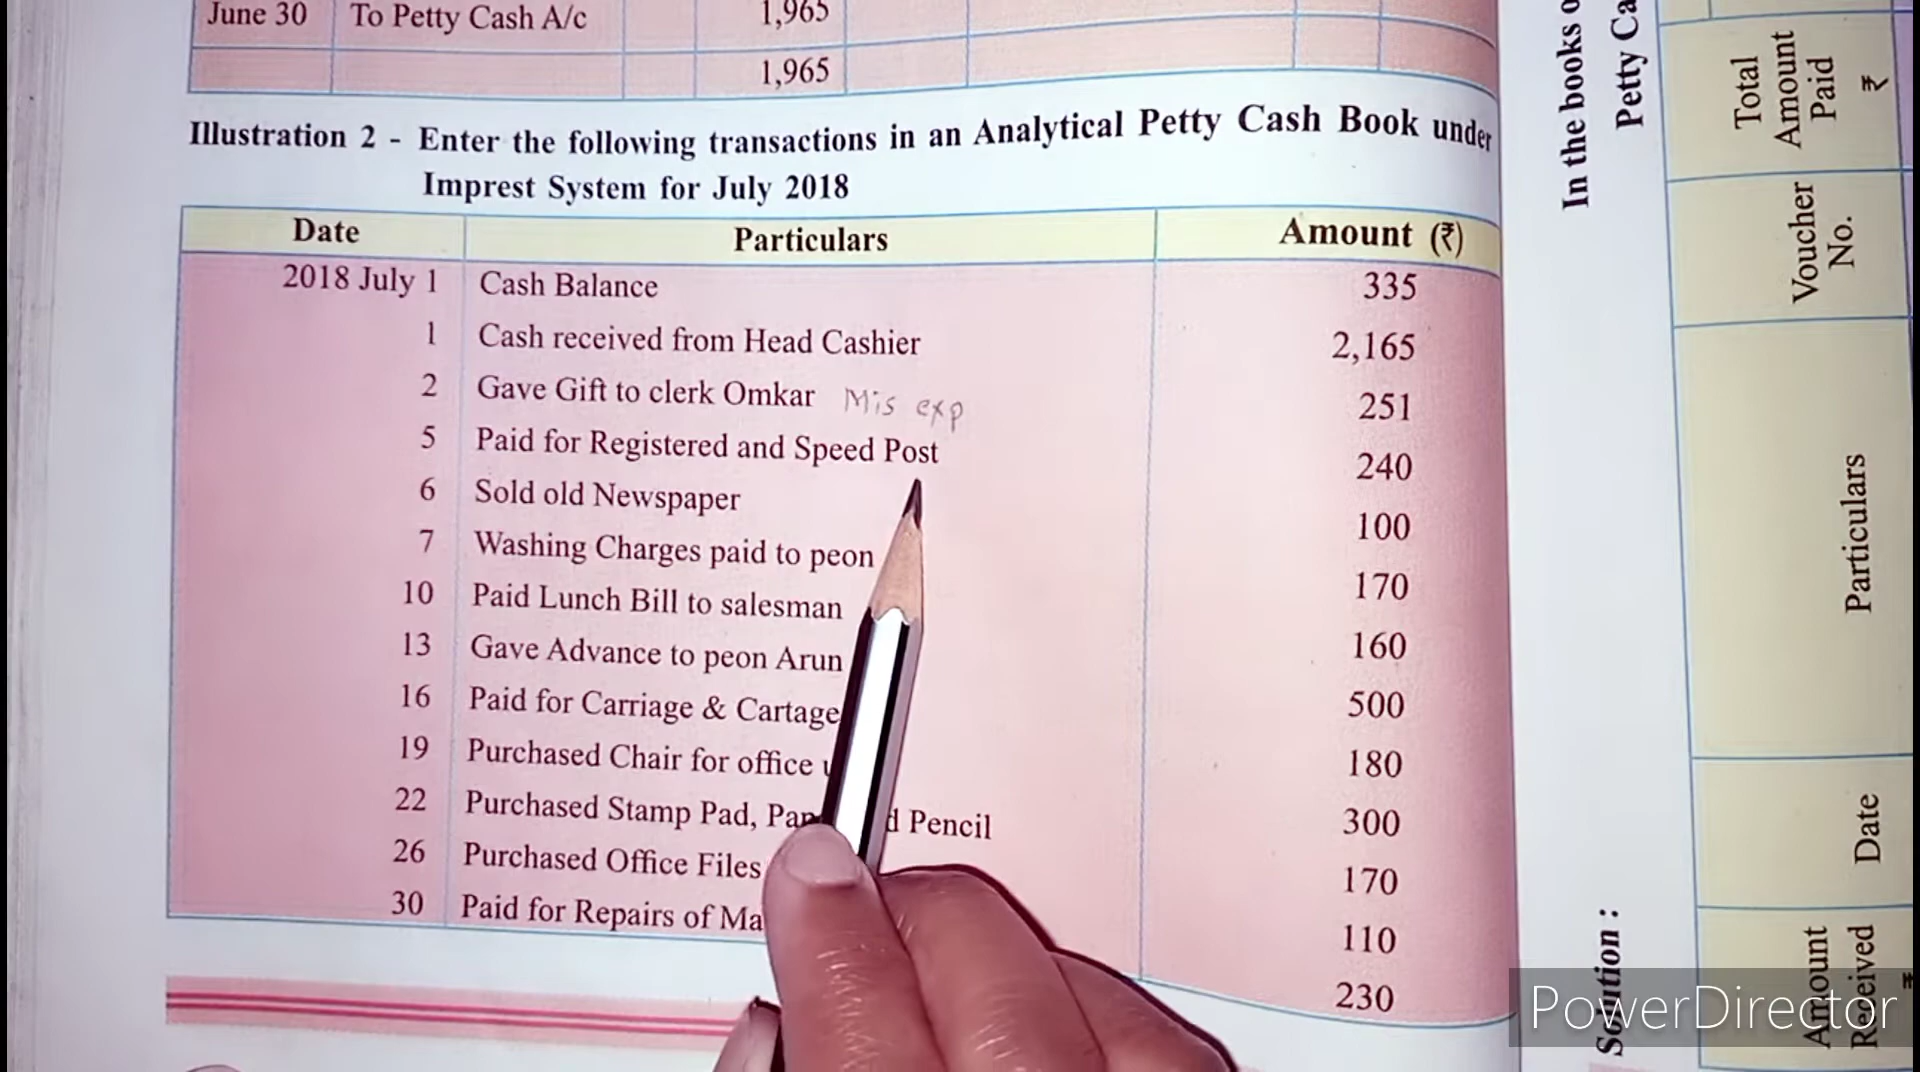 June 30 To Petty Cash A/c 1,965
1,965
Illustration 2 - Enter the following transactions in an Analytical Petty Cash Book under
Imprest System for July 2018
Date Particulars Amount (₹)
2018 July 1 Cash Balance 335
1 Cash received from Head Cashier 2,165
2 Gave Gift to clerk Omkar Mis exp 251
5 Paid for Registered and Speed Post 240
6 Sold old Newspaper 100
7 Washing Charges paid to peon 170
10 Paid Lunch Bill to salesman 160
13 Gave Advance to peon Arun 500
16 Paid for Carriage & Cartage 180
19 Purchased Chair for office 300
22 Purchased Stamp Pad, Pencil 170
26 Purchased Office Files 110
30 Paid for Repairs of 230
In the books
Petty
Total
Amount
Paid
₹
Voucher
No.
Particulars
Date
Amount
Received
₹
Solution :
PowerDirector